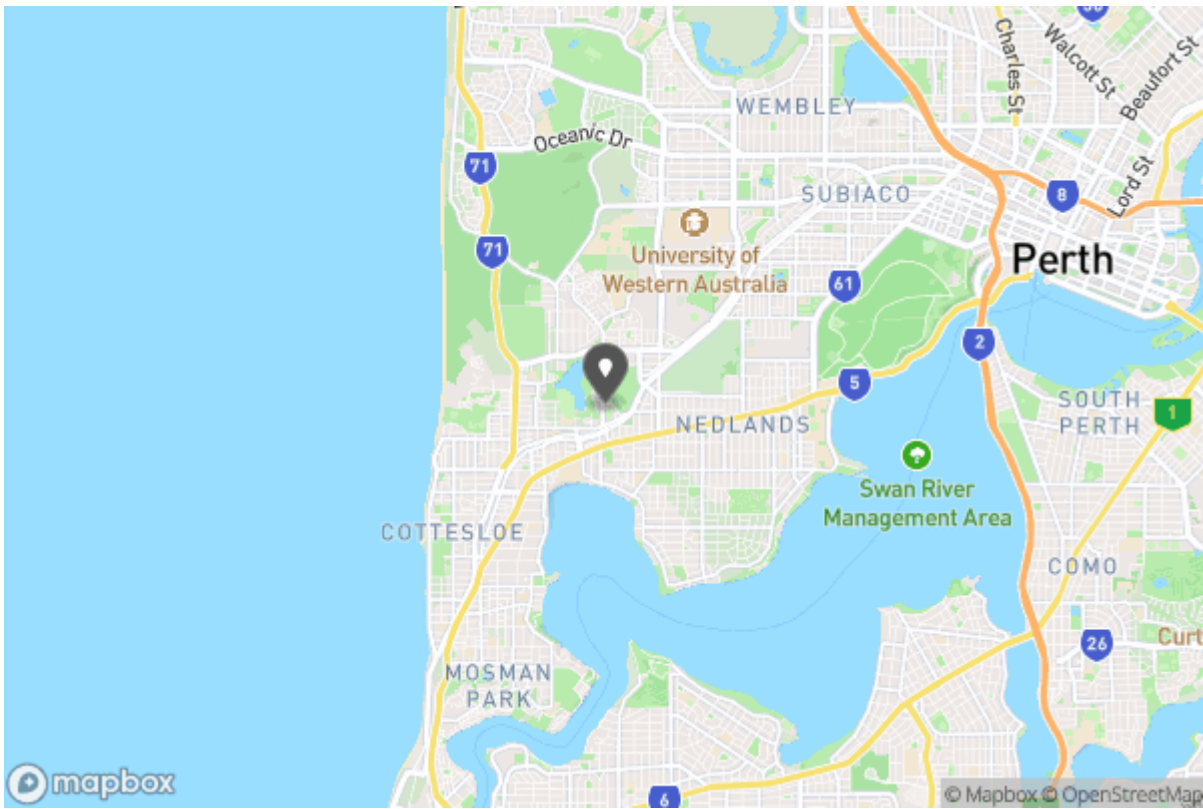 Charles St
Walcott St
Beaufort St
WEMBLEY
Oceanic Dr
71
SUBIACO
8
Lord St
University of
Western Australia
71
Perth
61
2
5
SOUTH
PERTH
1
NEDLANDS
Swan River
Management Area
COTTESLOE
COMO
26
Curt
MOSMAN
PARK
mapbox
6
© Mapbox © OpenStreetMap